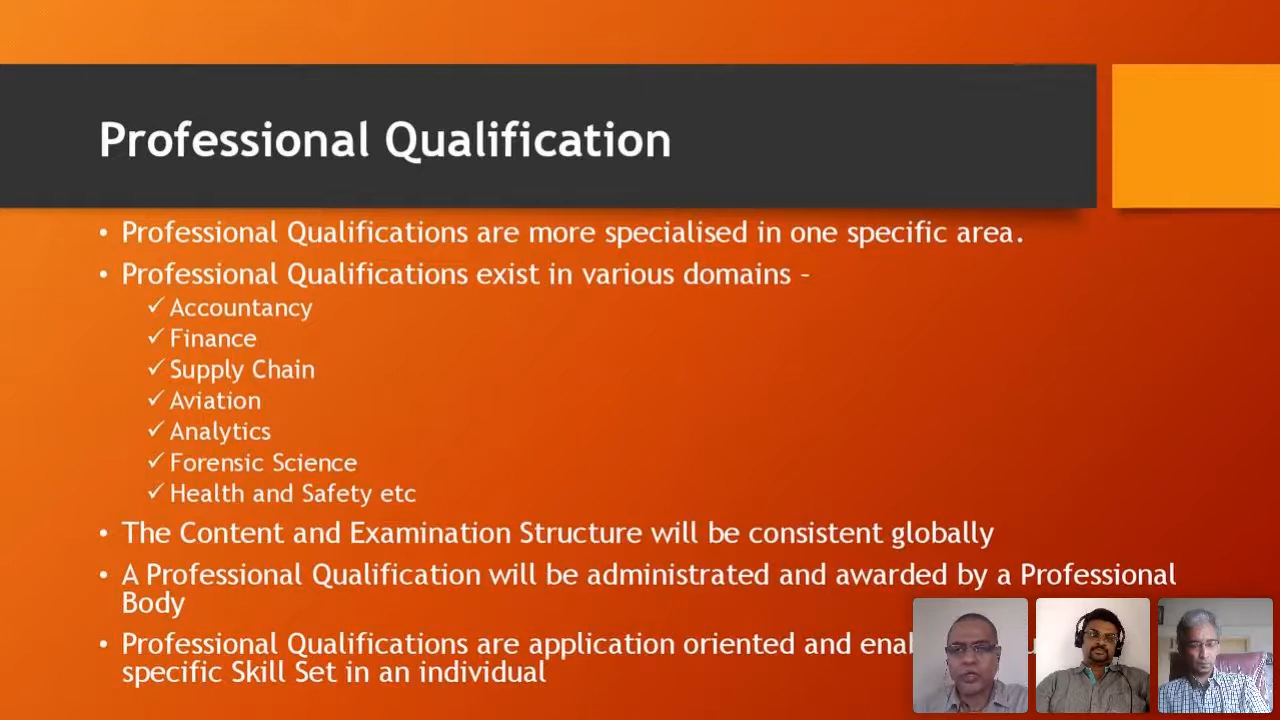 Professional Qualification
• Professional Qualifications are more specialised in one specific area.
• Professional Qualifications exist in various domains –
✓ Accountancy
✓ Finance
✓ Supply Chain
✓ Aviation
✓ Analytics
✓ Forensic Science
✓ Health and Safety etc
• The Content and Examination Structure will be consistent globally
• A Professional Qualification will be administrated and awarded by a Professional
Body
• Professional Qualifications are application oriented and
specific Skill Set in an individual